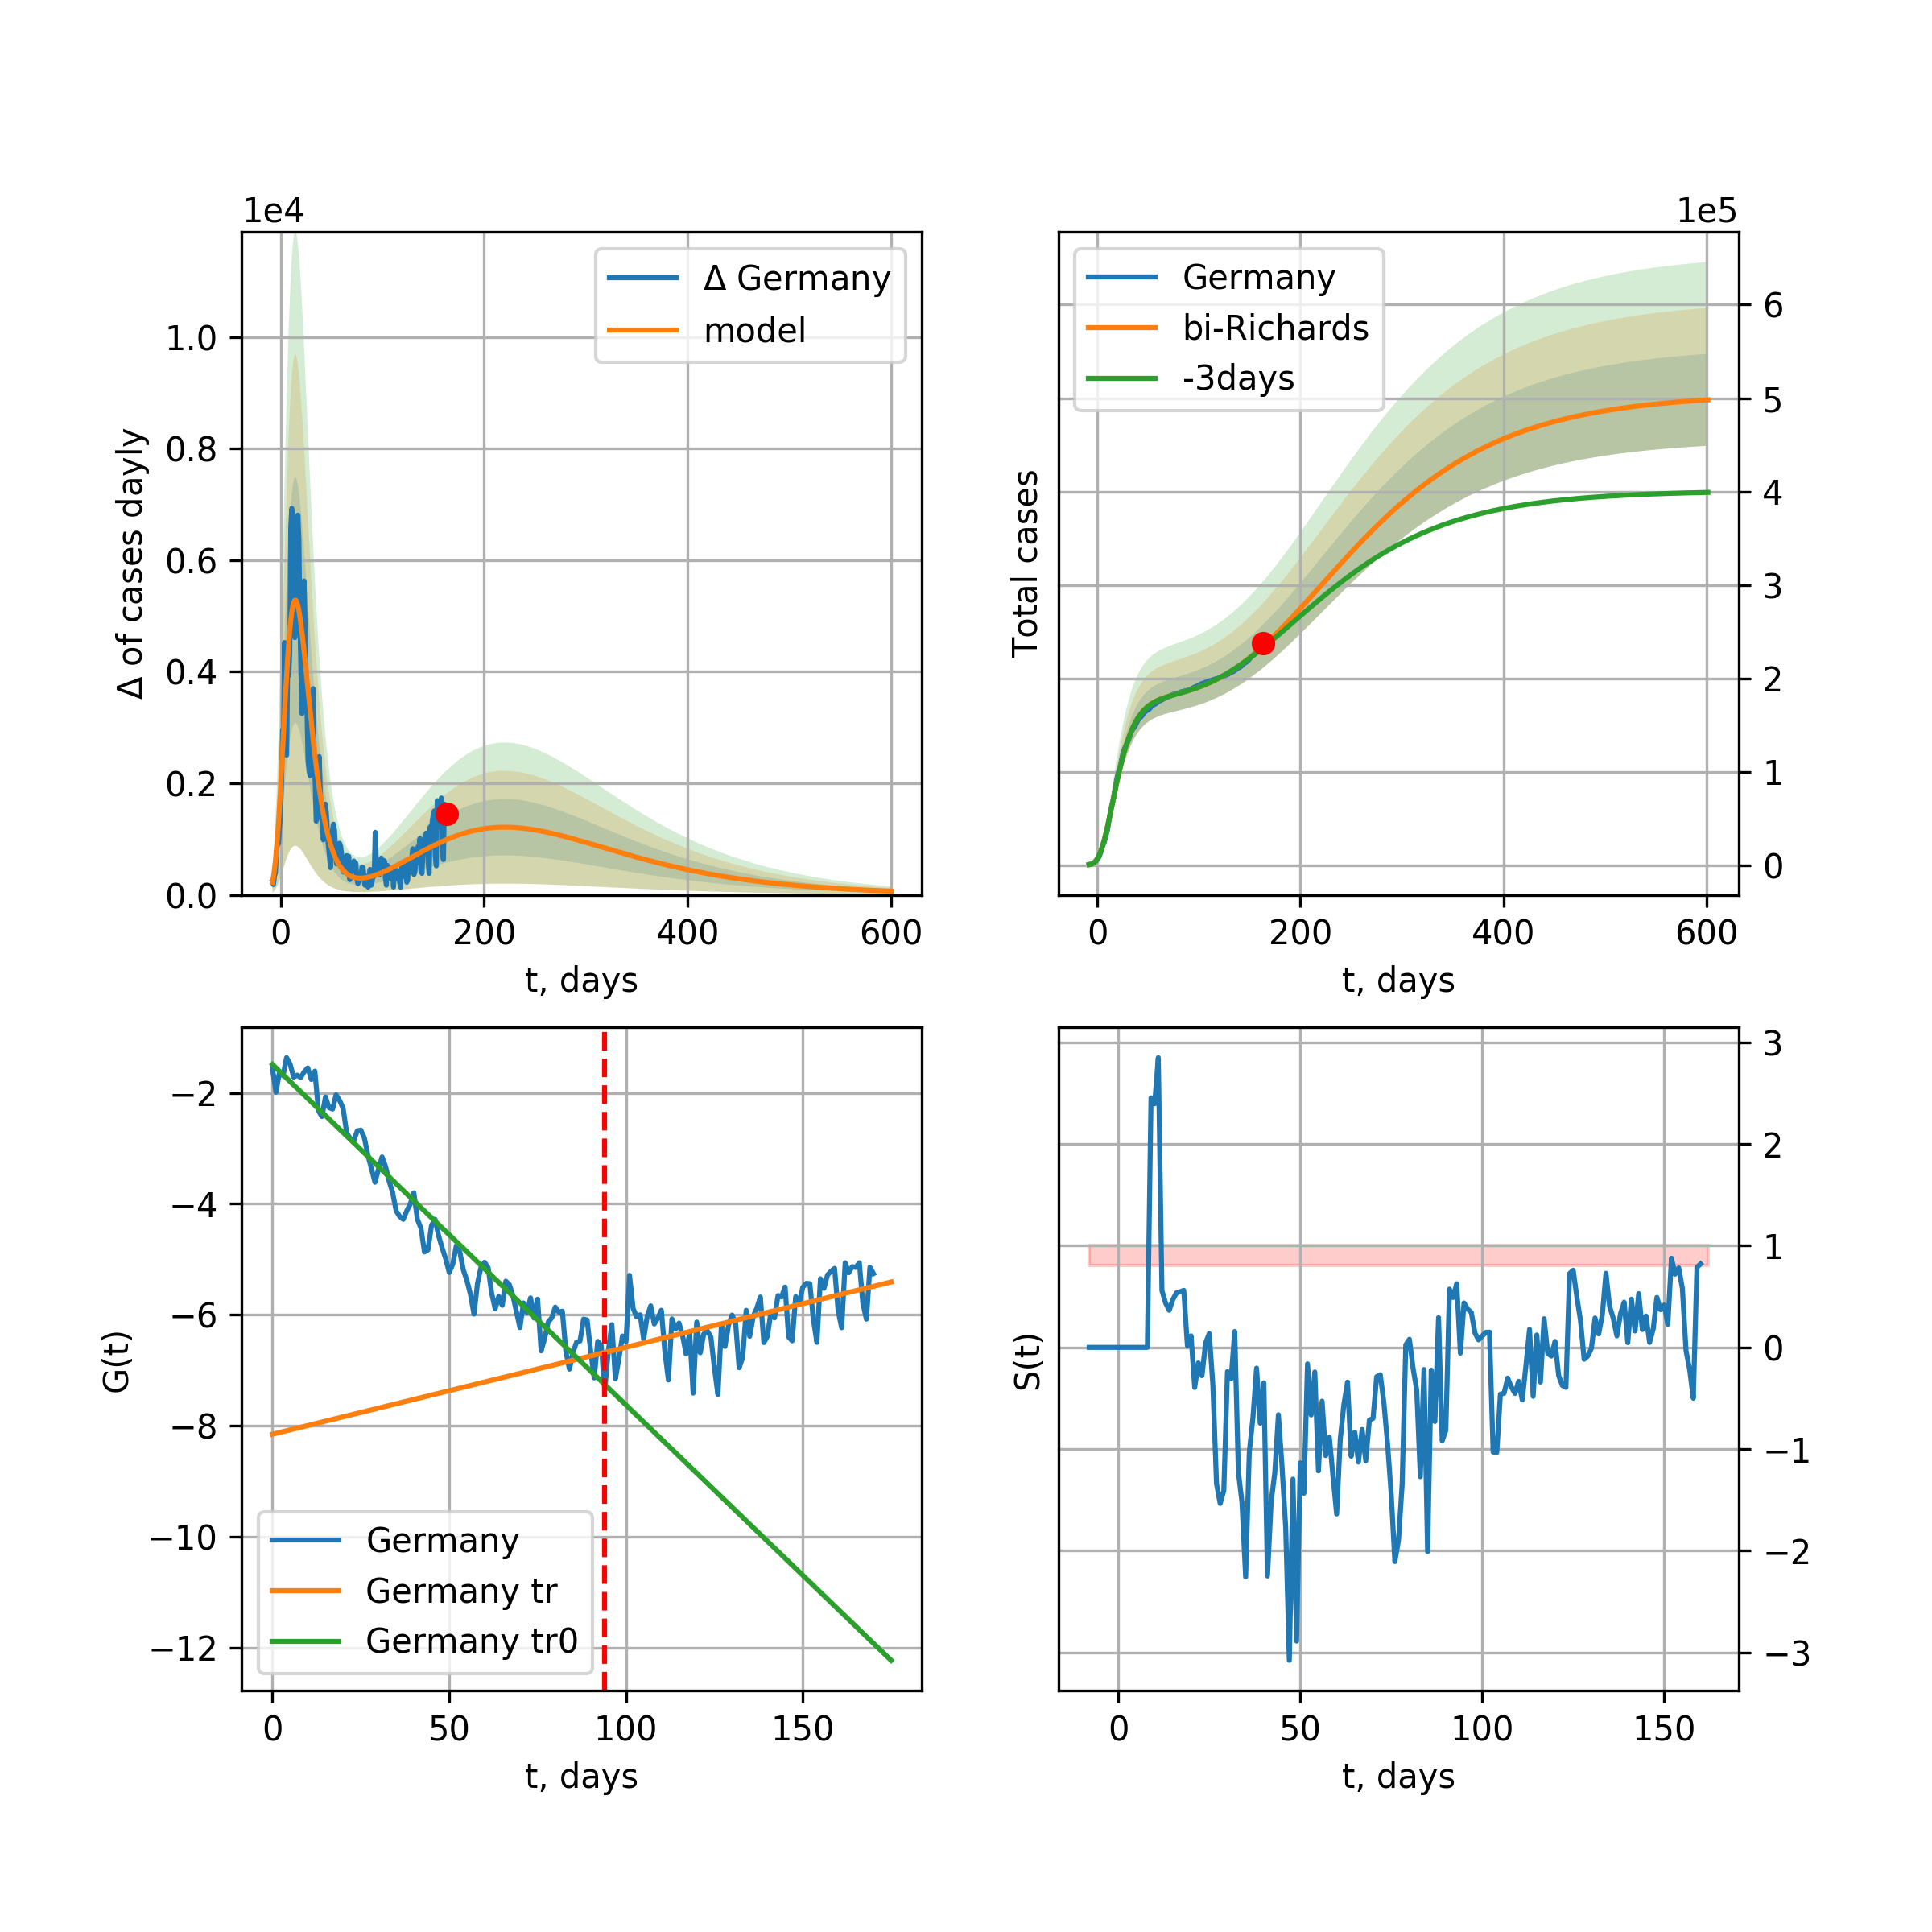 1e4
Δ Germany
model
1.0
0.8
0.6
0.4
0.2
0.0
Δ of cases dayly
0 200 400 600
t, days
1e5
Germany
bi-Richards
-3days
6
5
4
3
2
1
0
Total cases
0 200 400 600
t, days
−2
−4
−6
−8
−10
−12
G(t)
Germany
Germany tr
Germany tr0
0 50 100 150
t, days
3
2
1
0
−1
−2
−3
S(t)
0 50 100 150
t, days